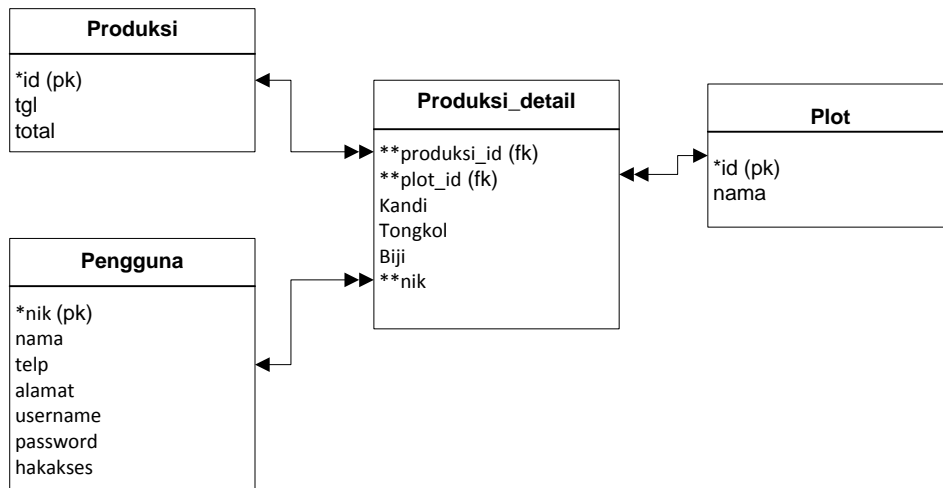 Produksi
*id (pk)
tgl
total
Produksi_detail
**produksi_id (fk)
**plot_id (fk)
Kandi
Tongkol
Biji
**nik
Plot
*id (pk)
nama
Pengguna
*nik (pk)
nama
telp
alamat
username
password
hakakses